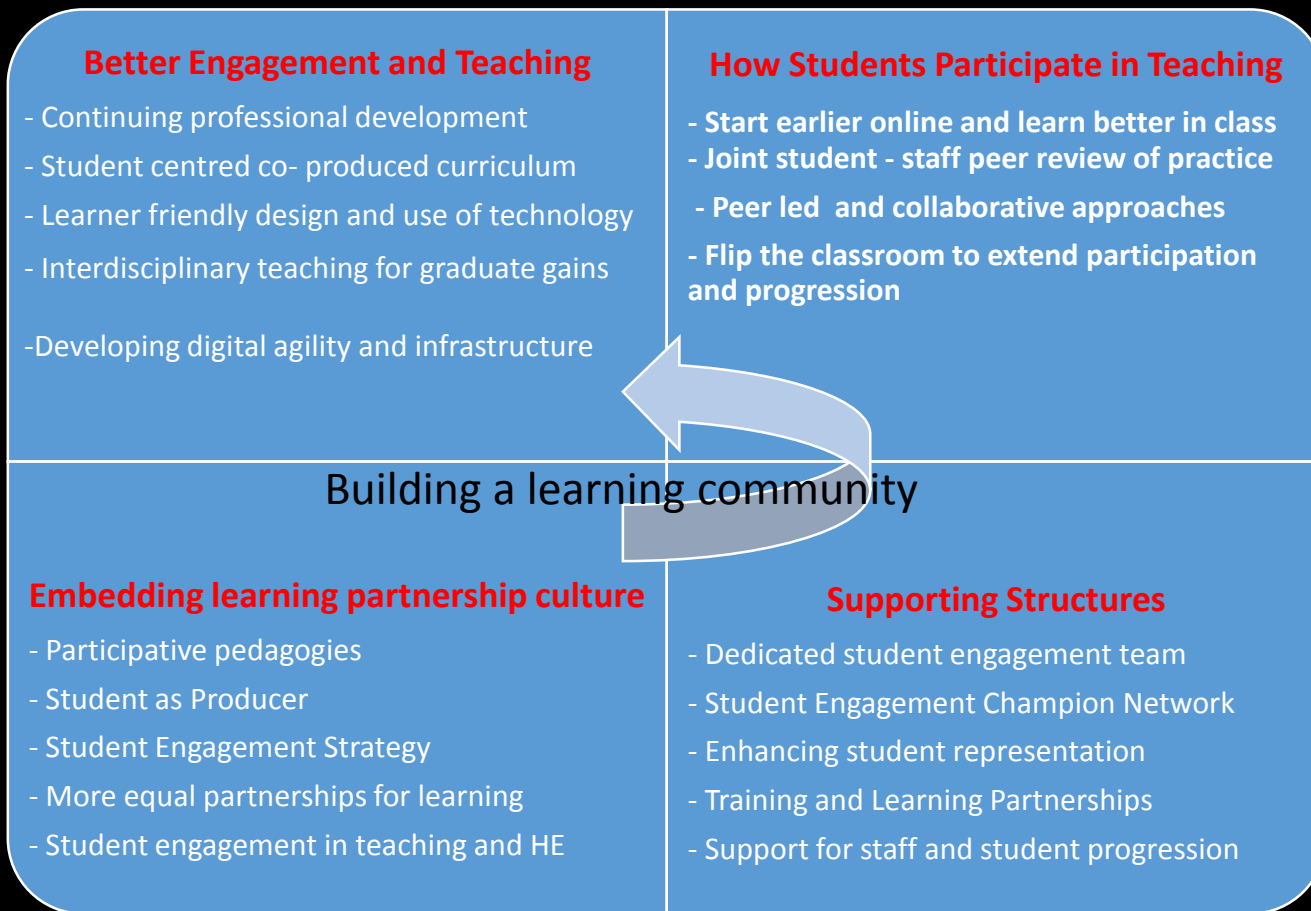 Better Engagement and Teaching
- Continuing professional development
- Student centred co- produced curriculum
- Learner friendly design and use of technology
- Interdisciplinary teaching for graduate gains
-Developing digital agility and infrastructure
How Students Participate in Teaching
- Start earlier online and learn better in class
- Joint student - staff peer review of practice
- Peer led and collaborative approaches
- Flip the classroom to extend participation
and progression
Building a learning community
Embedding learning partnership culture
- Participative pedagogies
- Student as Producer
- Student Engagement Strategy
- More equal partnerships for learning
- Student engagement in teaching and HE
Supporting Structures
- Dedicated student engagement team
- Student Engagement Champion Network
- Enhancing student representation
- Training and Learning Partnerships
- Support for staff and student progression